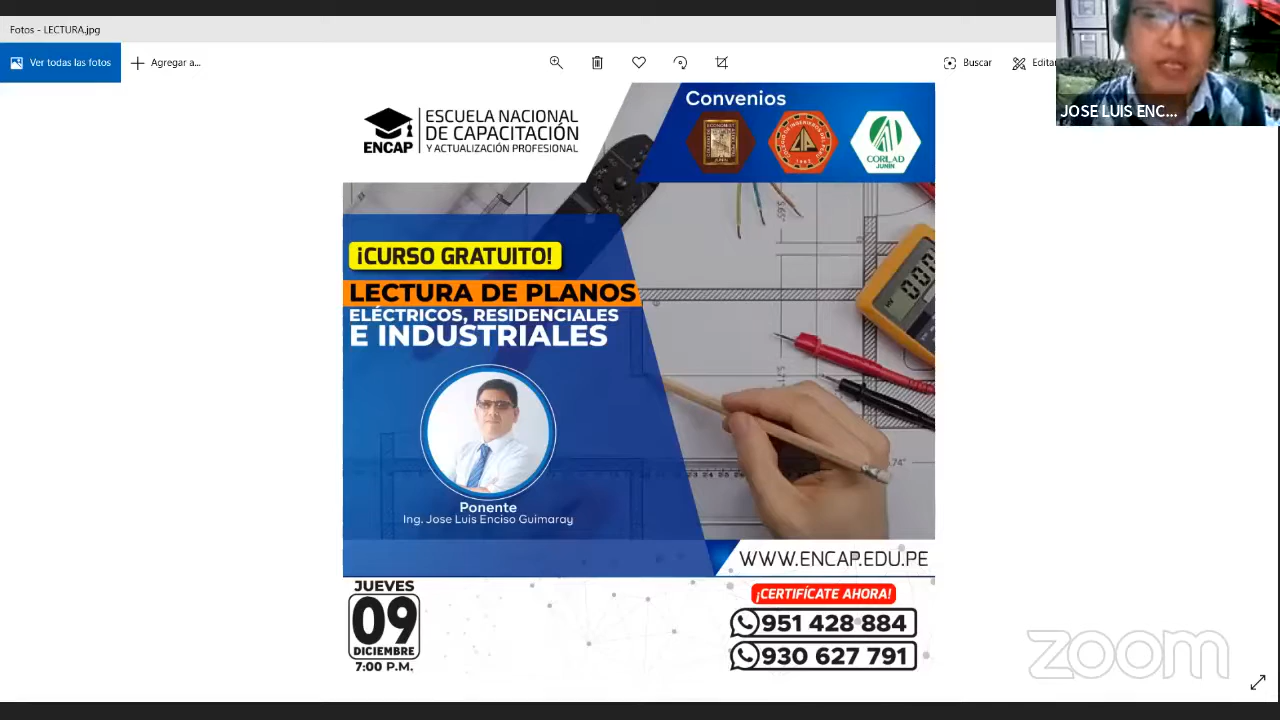 Fotos - LECTURA.jpg
Ver todas las fotos
Agregar a...
Buscar
Editar
JOSE LUIS ENC...
ENCAP
ESCUELA NACIONAL
DE CAPACITACIÓN
Y ACTUALIZACIÓN PROFESIONAL
Convenios
CORLAD
JUNÍN
¡CURSO GRATUITO!
LECTURA DE PLANOS
ELÉCTRICOS, RESIDENCIALES
E INDUSTRIALES
Ponente
Ing. Jose Luis Enciso Guimaray
WWW.ENCAP.EDU.PE
JUEVES
09
DICIEMBRE
7:00 P.M.
¡CERTIFÍCATE AHORA!
951 428 884
930 627 791
zoom